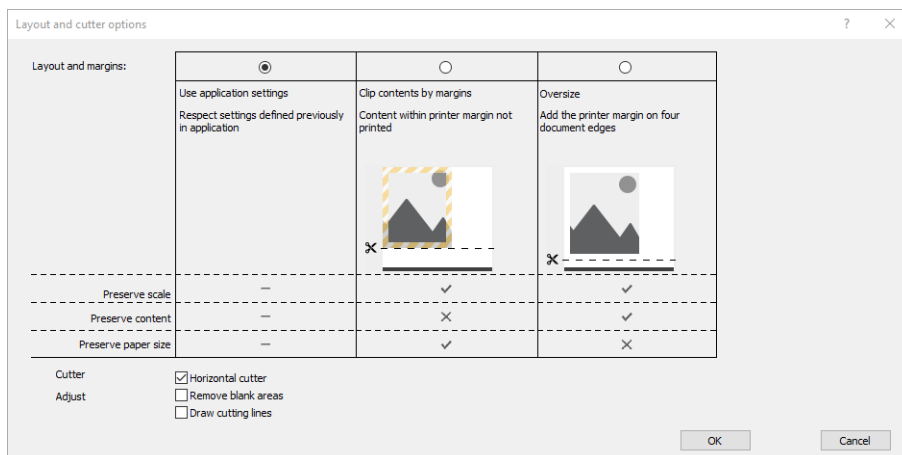 Layout and cutter options
Layout and margins:
Use application settings
Respect settings defined previously
in application
Clip contents by margins
Content within printer margin not
printed
Oversize
Add the printer margin on four
document edges
Preserve scale
Preserve content
Preserve paper size
Cutter
Horizontal cutter
Adjust
Remove blank areas
Draw cutting lines
OK
Cancel